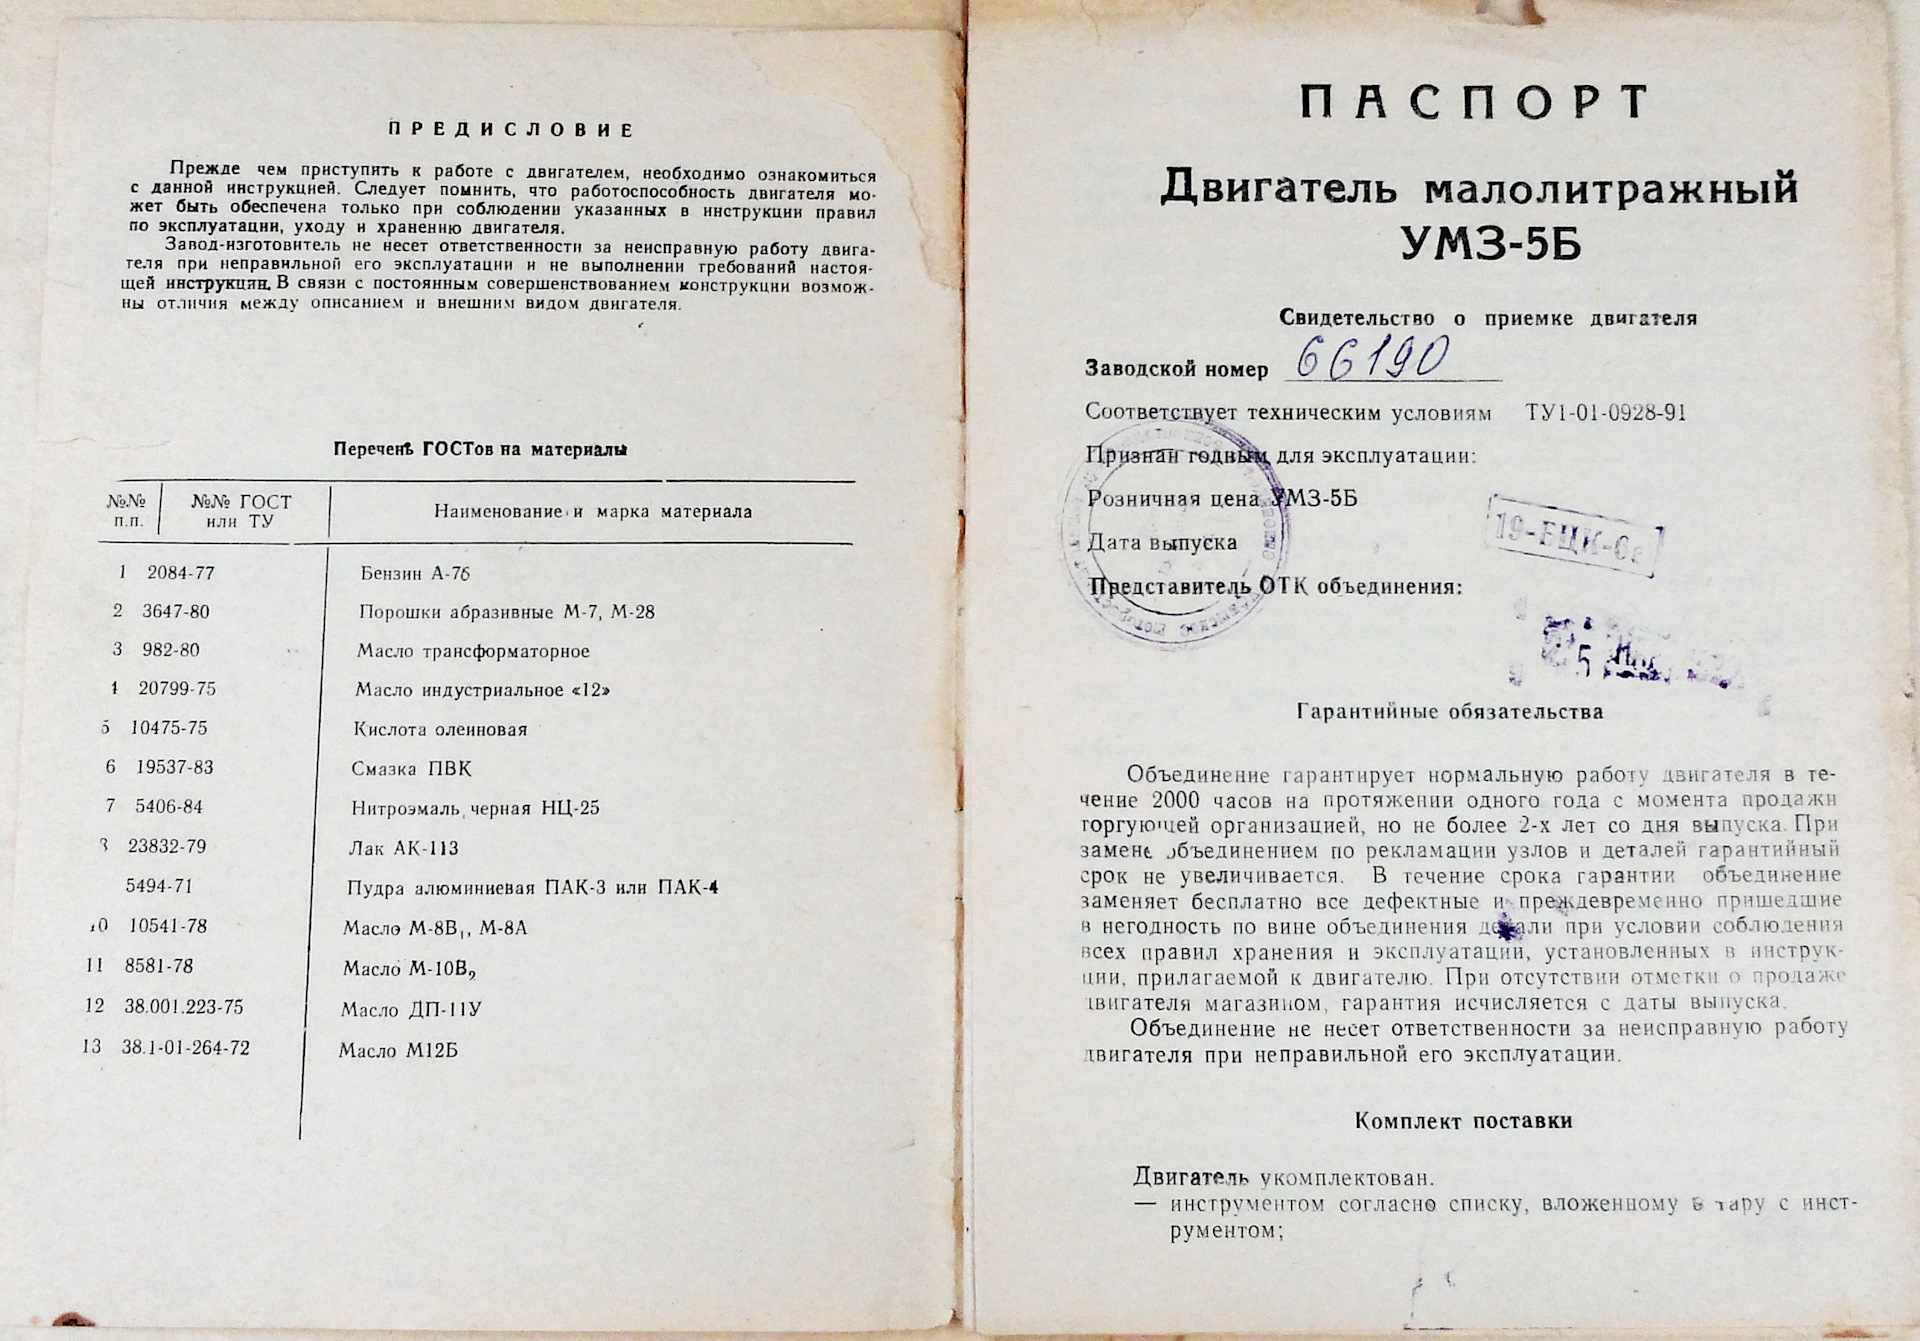 ПРЕДИСЛОВИЕ
Прежде чем приступить к работе с двигателем, необходимо ознакомиться
с данной инструкцией. Следует помнить, что работоспособность двигателя мо-
жет быть обеспечена только при соблюдении указанных в инструкции правил
по эксплуатации, уходу и хранению двигателя.
Завод-изготовитель не несет ответственности за неисправную работу двига-
теля при неправильной его эксплуатации и не выполнении требований настоя-
щей инструкции. В связи с постоянным совершенствованием конструкции возмож-
ны отличия между описанием и внешним видом двигателя.
Перечень ГОСТов на материалы
№№ п.п. №№ ГОСТ или ТУ Наименование и марка материала
1 2084-77 Бензин А-76
2 3647-80 Порошки абразивные М-7, М-28
3 982-80 Масло трансформаторное
4 20799-75 Масло индустриальное «12»
5 10475-75 Кислота олеиновая
6 19537-83 Смазка ПВК
7 5406-84 Нитроэмаль черная НЦ-25
8 23832-79 Лак АК-113
5494-71 Пудра алюминиевая ПАК-3 или ПАК-4
10 10541-78 Масло М-8В₁, М-8А
11 8581-78 Масло М-10В₂
12 38.001.223-75 Масло ДП-11У
13 38.1-01-264-72 Масло М12Б
ПАСПОРТ
Двигатель малолитражный
УМЗ-5Б
Свидетельство о приемке двигателя
Заводской номер 66190
Соответствует техническим условиям ТУ1-01-0928-91
Признан годным для эксплуатации:
Розничная цена УМЗ-5Б
Дата выпуска
Представитель ОТК объединения:
Гарантийные обязательства
Объединение гарантирует нормальную работу двигателя в те-
чение 2000 часов на протяжении одного года с момента продажи
торгующей организацией, но не более 2-х лет со дня выпуска. При
замене объединением по рекламации узлов и деталей гарантийный
срок не увеличивается. В течение срока гарантии объединение
заменяет бесплатно все дефектные и преждевременно пришедшие
в негодность по вине объединения детали при условии соблюдения
всех правил хранения и эксплуатации, установленных в инструк-
ции, прилагаемой к двигателю. При отсутствии отметки о продаже
двигателя магазином, гарантия исчисляется с даты выпуска.
Объединение не несет ответственности за неисправную работу
двигателя при неправильной его эксплуатации.
Комплект поставки
Двигатель укомплектован.
— инструментом согласно списку, вложенному в тару с инст-
рументом;